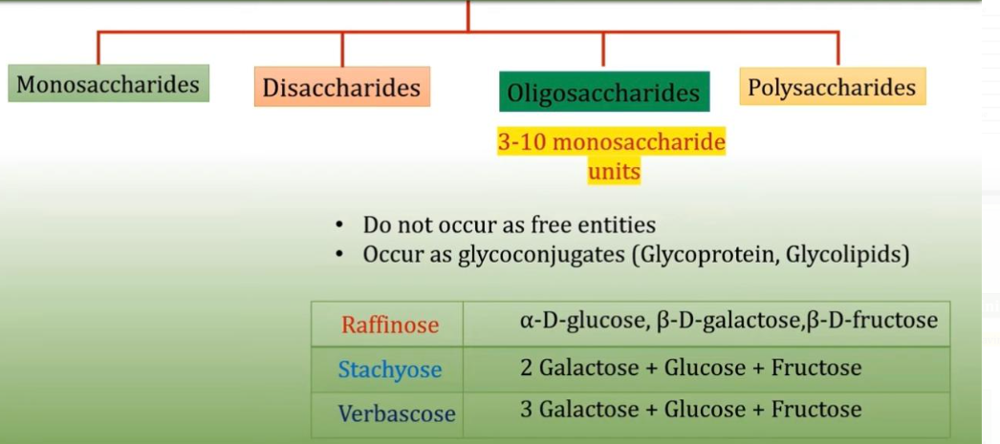 Monosaccharides
Disaccharides
Oligosaccharides
Polysaccharides
3-10 monosaccharide
units
• Do not occur as free entities
• Occur as glycoconjugates (Glycoprotein, Glycolipids)
Raffinose α-D-glucose, β-D-galactose,β-D-fructose
Stachyose 2 Galactose + Glucose + Fructose
Verbascose 3 Galactose + Glucose + Fructose